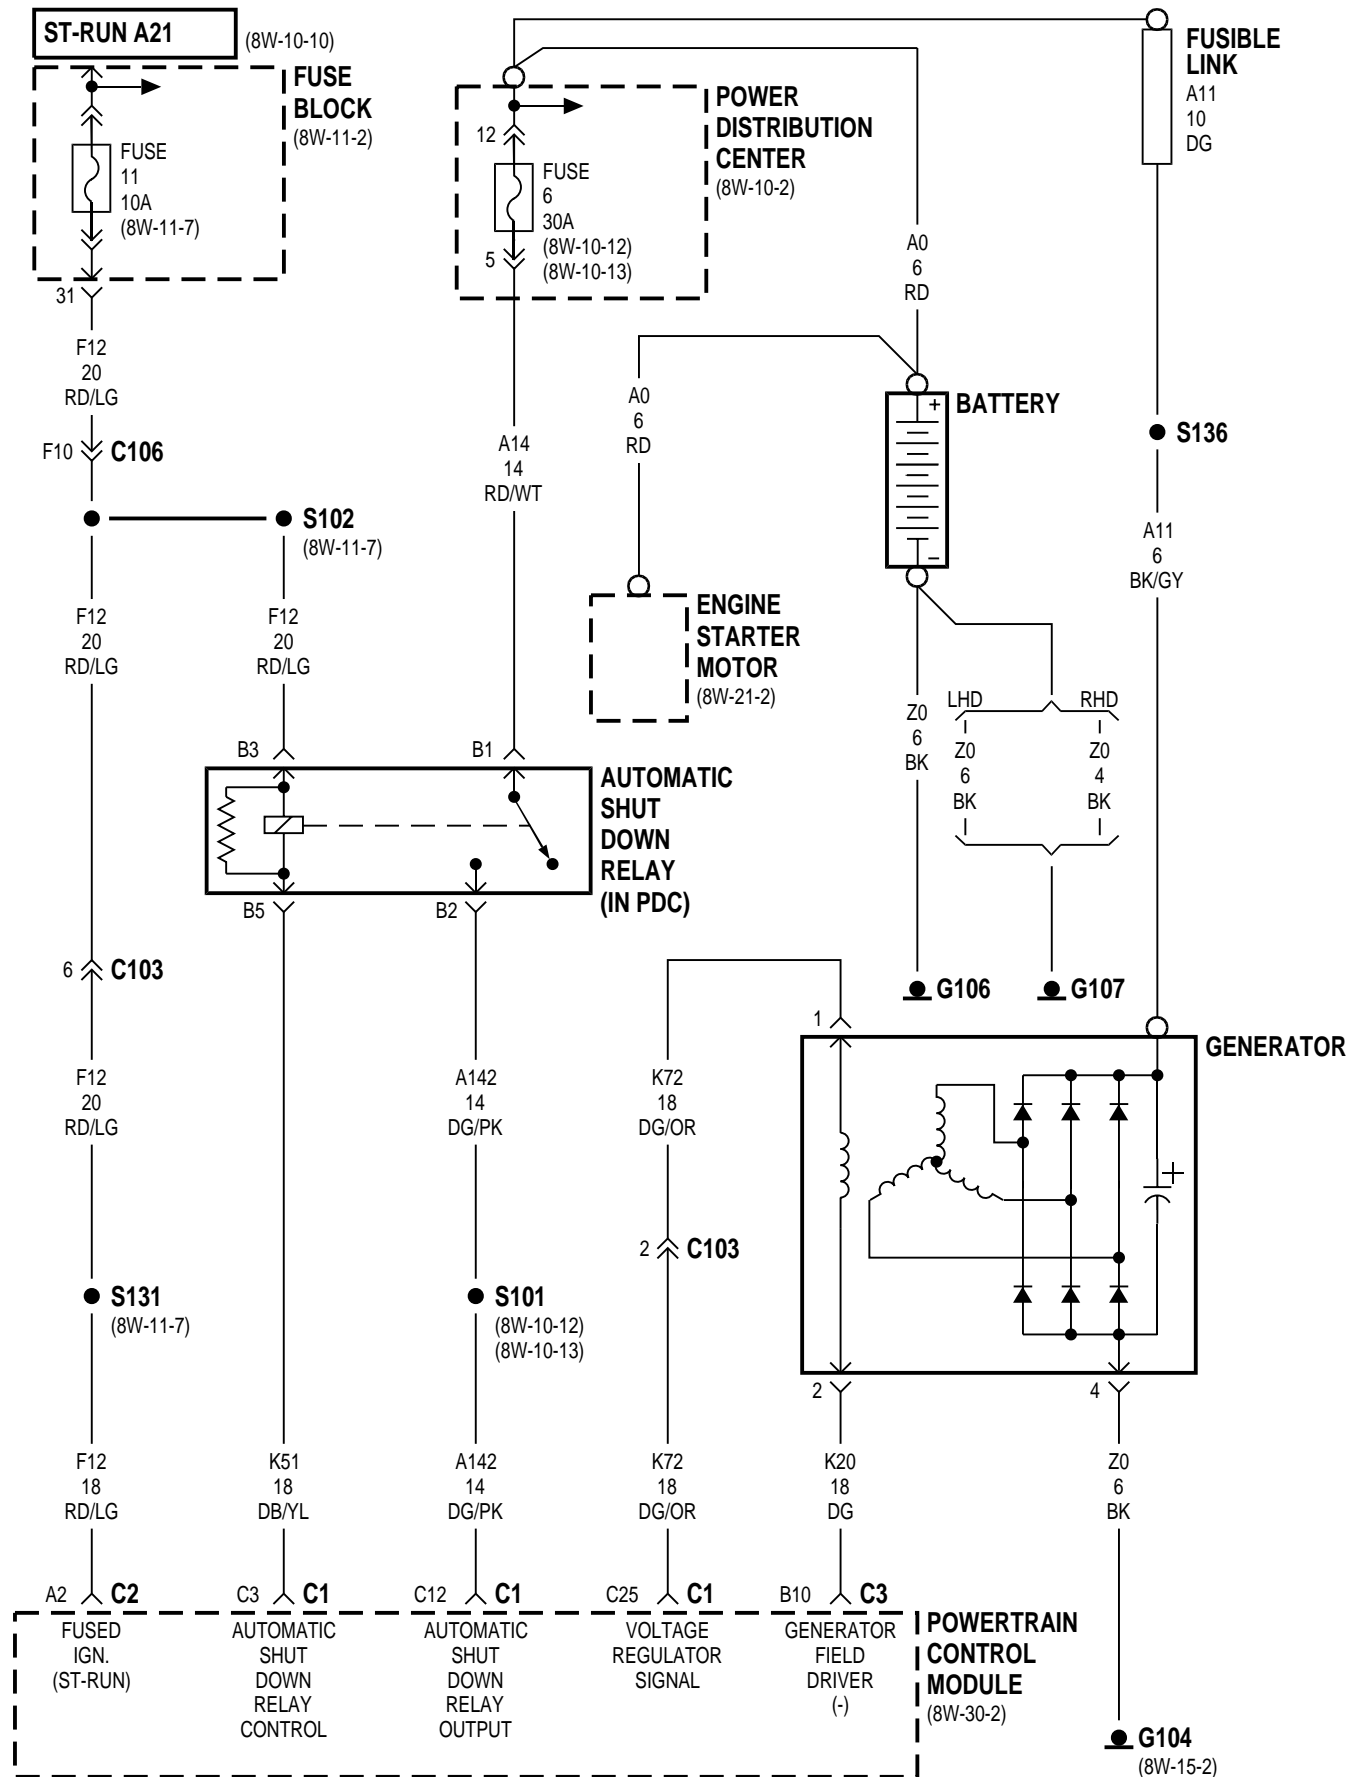 ST-RUN A21
(8W-10-10)
FUSE
BLOCK
(8W-11-2)
FUSE
11
10A
(8W-11-7)
31
F12
20
RD/LG
F10
C106
S102
(8W-11-7)
F12
20
RD/LG
F12
20
RD/LG
12
POWER
DISTRIBUTION
CENTER
(8W-10-2)
FUSE
6
30A
(8W-10-12)
(8W-10-13)
5
A14
14
RD/WT
A0
6
RD
A0
6
RD
FUSIBLE
LINK
A11
10
DG
+
BATTERY
–
S136
A11
6
BK/GY
ENGINE
STARTER
MOTOR
(8W-21-2)
Z0
6
BK
LHD
RHD
Z0
6
BK
Z0
4
BK
G106
G107
B3
B1
AUTOMATIC
SHUT
DOWN
RELAY
(IN PDC)
B5
B2
6
C103
F12
20
RD/LG
A142
14
DG/PK
K72
18
DG/OR
1
GENERATOR
+
2
C103
S131
(8W-11-7)
S101
(8W-10-12)
(8W-10-13)
2
4
F12
18
RD/LG
K51
18
DB/YL
A142
14
DG/PK
K72
18
DG/OR
K20
18
DG
Z0
6
BK
A2
C2
C3
C1
C12
C1
C25
C1
B10
C3
FUSED
IGN.
(ST-RUN)
AUTOMATIC
SHUT
DOWN
RELAY
CONTROL
AUTOMATIC
SHUT
DOWN
RELAY
OUTPUT
VOLTAGE
REGULATOR
SIGNAL
GENERATOR
FIELD
DRIVER
(-)
POWERTRAIN
CONTROL
MODULE
(8W-30-2)
G104
(8W-15-2)